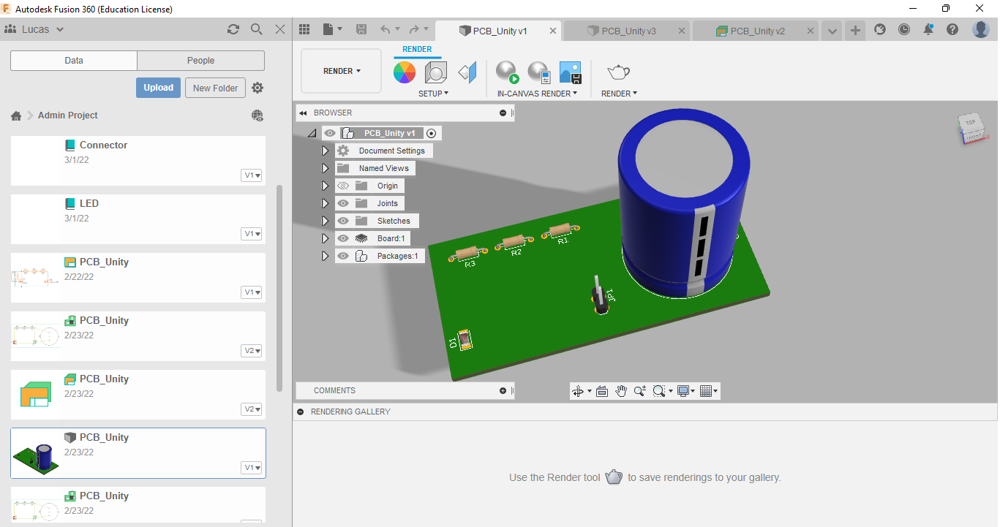 Autodesk Fusion 360 (Education License)
Lucas
PCB_Unity v1
PCB_Unity v3
PCB_Unity v2
Data
People
Upload
New Folder
Admin Project
Connector
3/1/22
V1
LED
3/1/22
V1
PCB_Unity
2/22/22
V1
PCB_Unity
2/23/22
V2
PCB_Unity
2/23/22
V2
PCB_Unity
2/23/22
V1
PCB_Unity
2/23/22
RENDER
RENDER
SETUP
IN-CANVAS RENDER
RENDER
BROWSER
PCB_Unity v1
Document Settings
Named Views
Origin
Joints
Sketches
Board:1
Packages:1
TOP
FRONT
R3
R2
R1
JP1
D1
COMMENTS
RENDERING GALLERY
Use the Render tool to save renderings to your gallery.